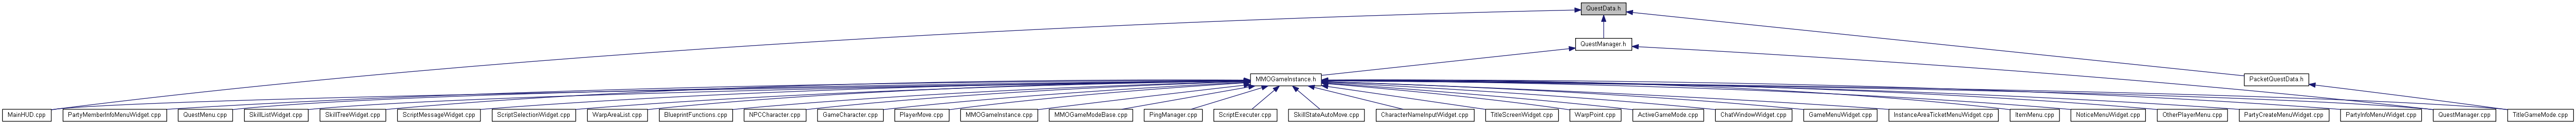 QuestData.h
QuestManager.h
MMOGameInstance.h
PacketQuestData.h
MainHUD.cpp
PartyMemberInfoMenuWidget.cpp
QuestMenu.cpp
SkillListWidget.cpp
SkillTreeWidget.cpp
ScriptMessageWidget.cpp
ScriptSelectionWidget.cpp
WarpAreaList.cpp
BlueprintFunctions.cpp
NPCCharacter.cpp
GameCharacter.cpp
PlayerMove.cpp
MMOGameInstance.cpp
MMOGameModeBase.cpp
PingManager.cpp
ScriptExecuter.cpp
SkillStateAutoMove.cpp
CharacterNameInputWidget.cpp
TitleScreenWidget.cpp
WarpPoint.cpp
ActiveGameMode.cpp
ChatWindowWidget.cpp
GameMenuWidget.cpp
InstanceAreaTicketMenuWidget.cpp
ItemMenu.cpp
NoticeMenuWidget.cpp
OtherPlayerMenu.cpp
PartyCreateMenuWidget.cpp
PartyInfoMenuWidget.cpp
QuestManager.cpp
TitleGameMode.cpp